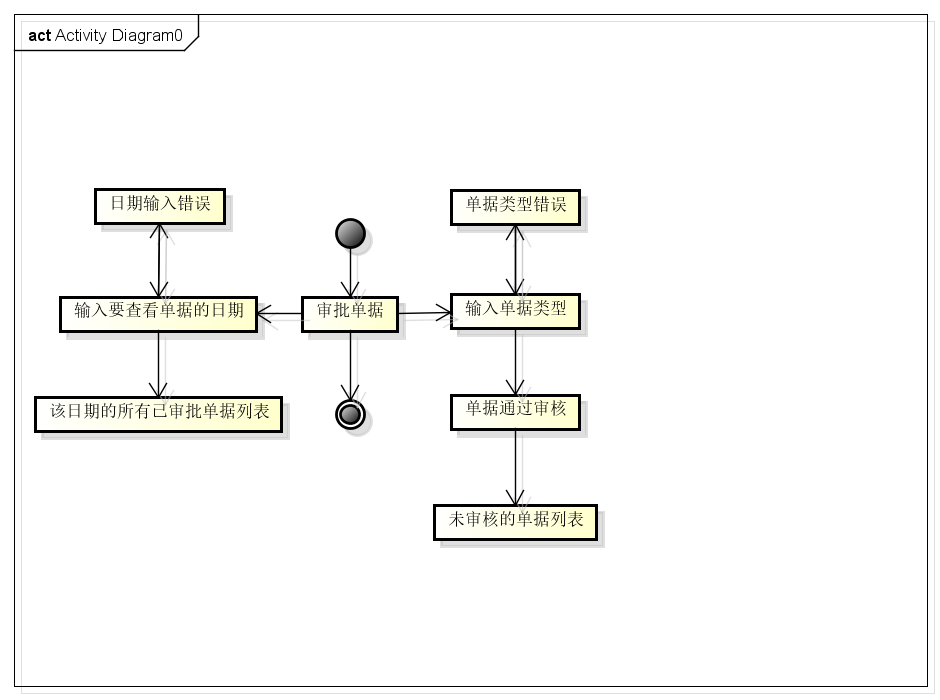 act Activity Diagram0
日期输入错误
单据类型错误
输入要查看单据的日期
审批单据
输入单据类型
该日期的所有已审批单据列表
单据通过审核
未审核的单据列表